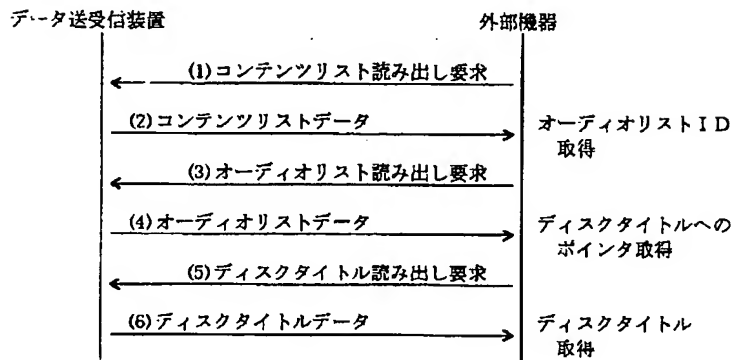 データ送受信装置
外部機器
(1)コンテンツリスト読み出し要求
(2)コンテンツリストデータ
オーディオリストID
取得
(3)オーディオリスト読み出し要求
(4)オーディオリストデータ
ディスクタイトルへの
ポインタ取得
(5)ディスクタイトル読み出し要求
(6)ディスクタイトルデータ
ディスクタイトル
取得